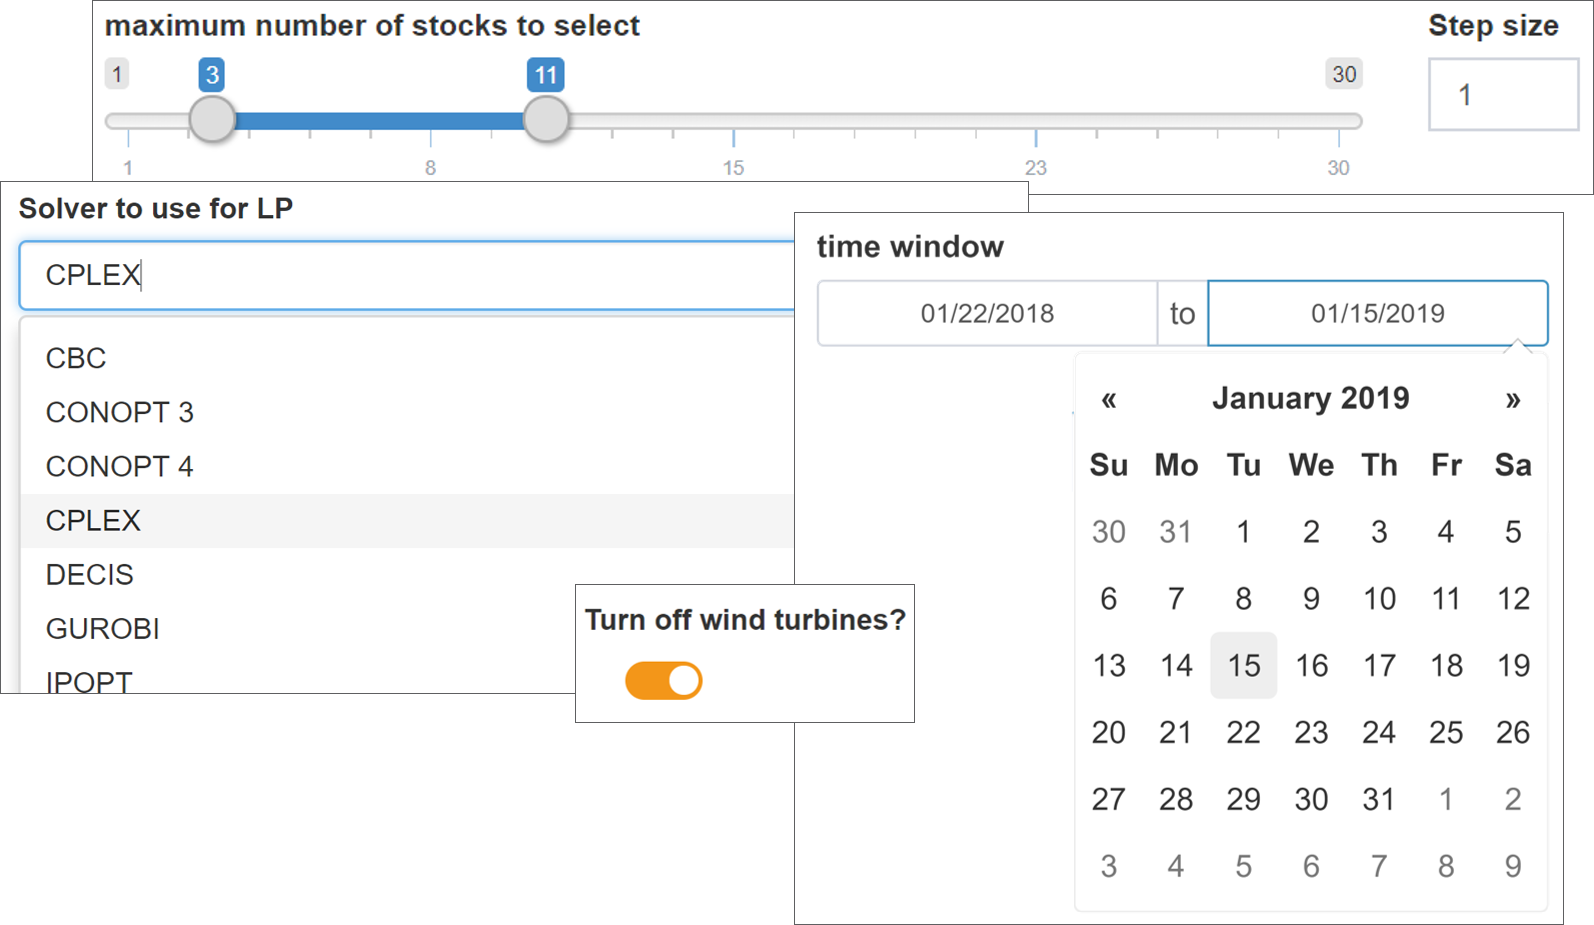 maximum number of stocks to select
Step size
1 3 11 30
1
1 8 15 23 30
Solver to use for LP
CPLEX
CBC
CONOPT 3
CONOPT 4
CPLEX
DECIS
GUROBI
IPOPT
Turn off wind turbines?
time window
01/22/2018 to 01/15/2019
« January 2019 »
Su Mo Tu We Th Fr Sa
30 31 1 2 3 4 5
6 7 8 9 10 11 12
13 14 15 16 17 18 19
20 21 22 23 24 25 26
27 28 29 30 31 1 2
3 4 5 6 7 8 9